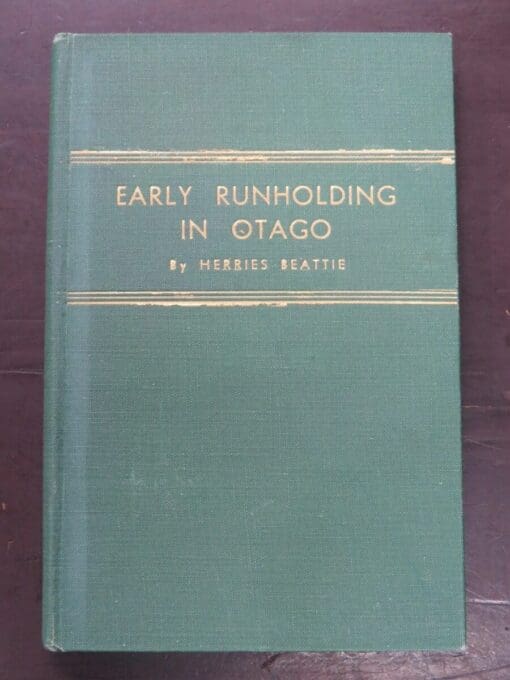 EARLY RUNHOLDING
IN OTAGO
By HERRIES BEATTIE